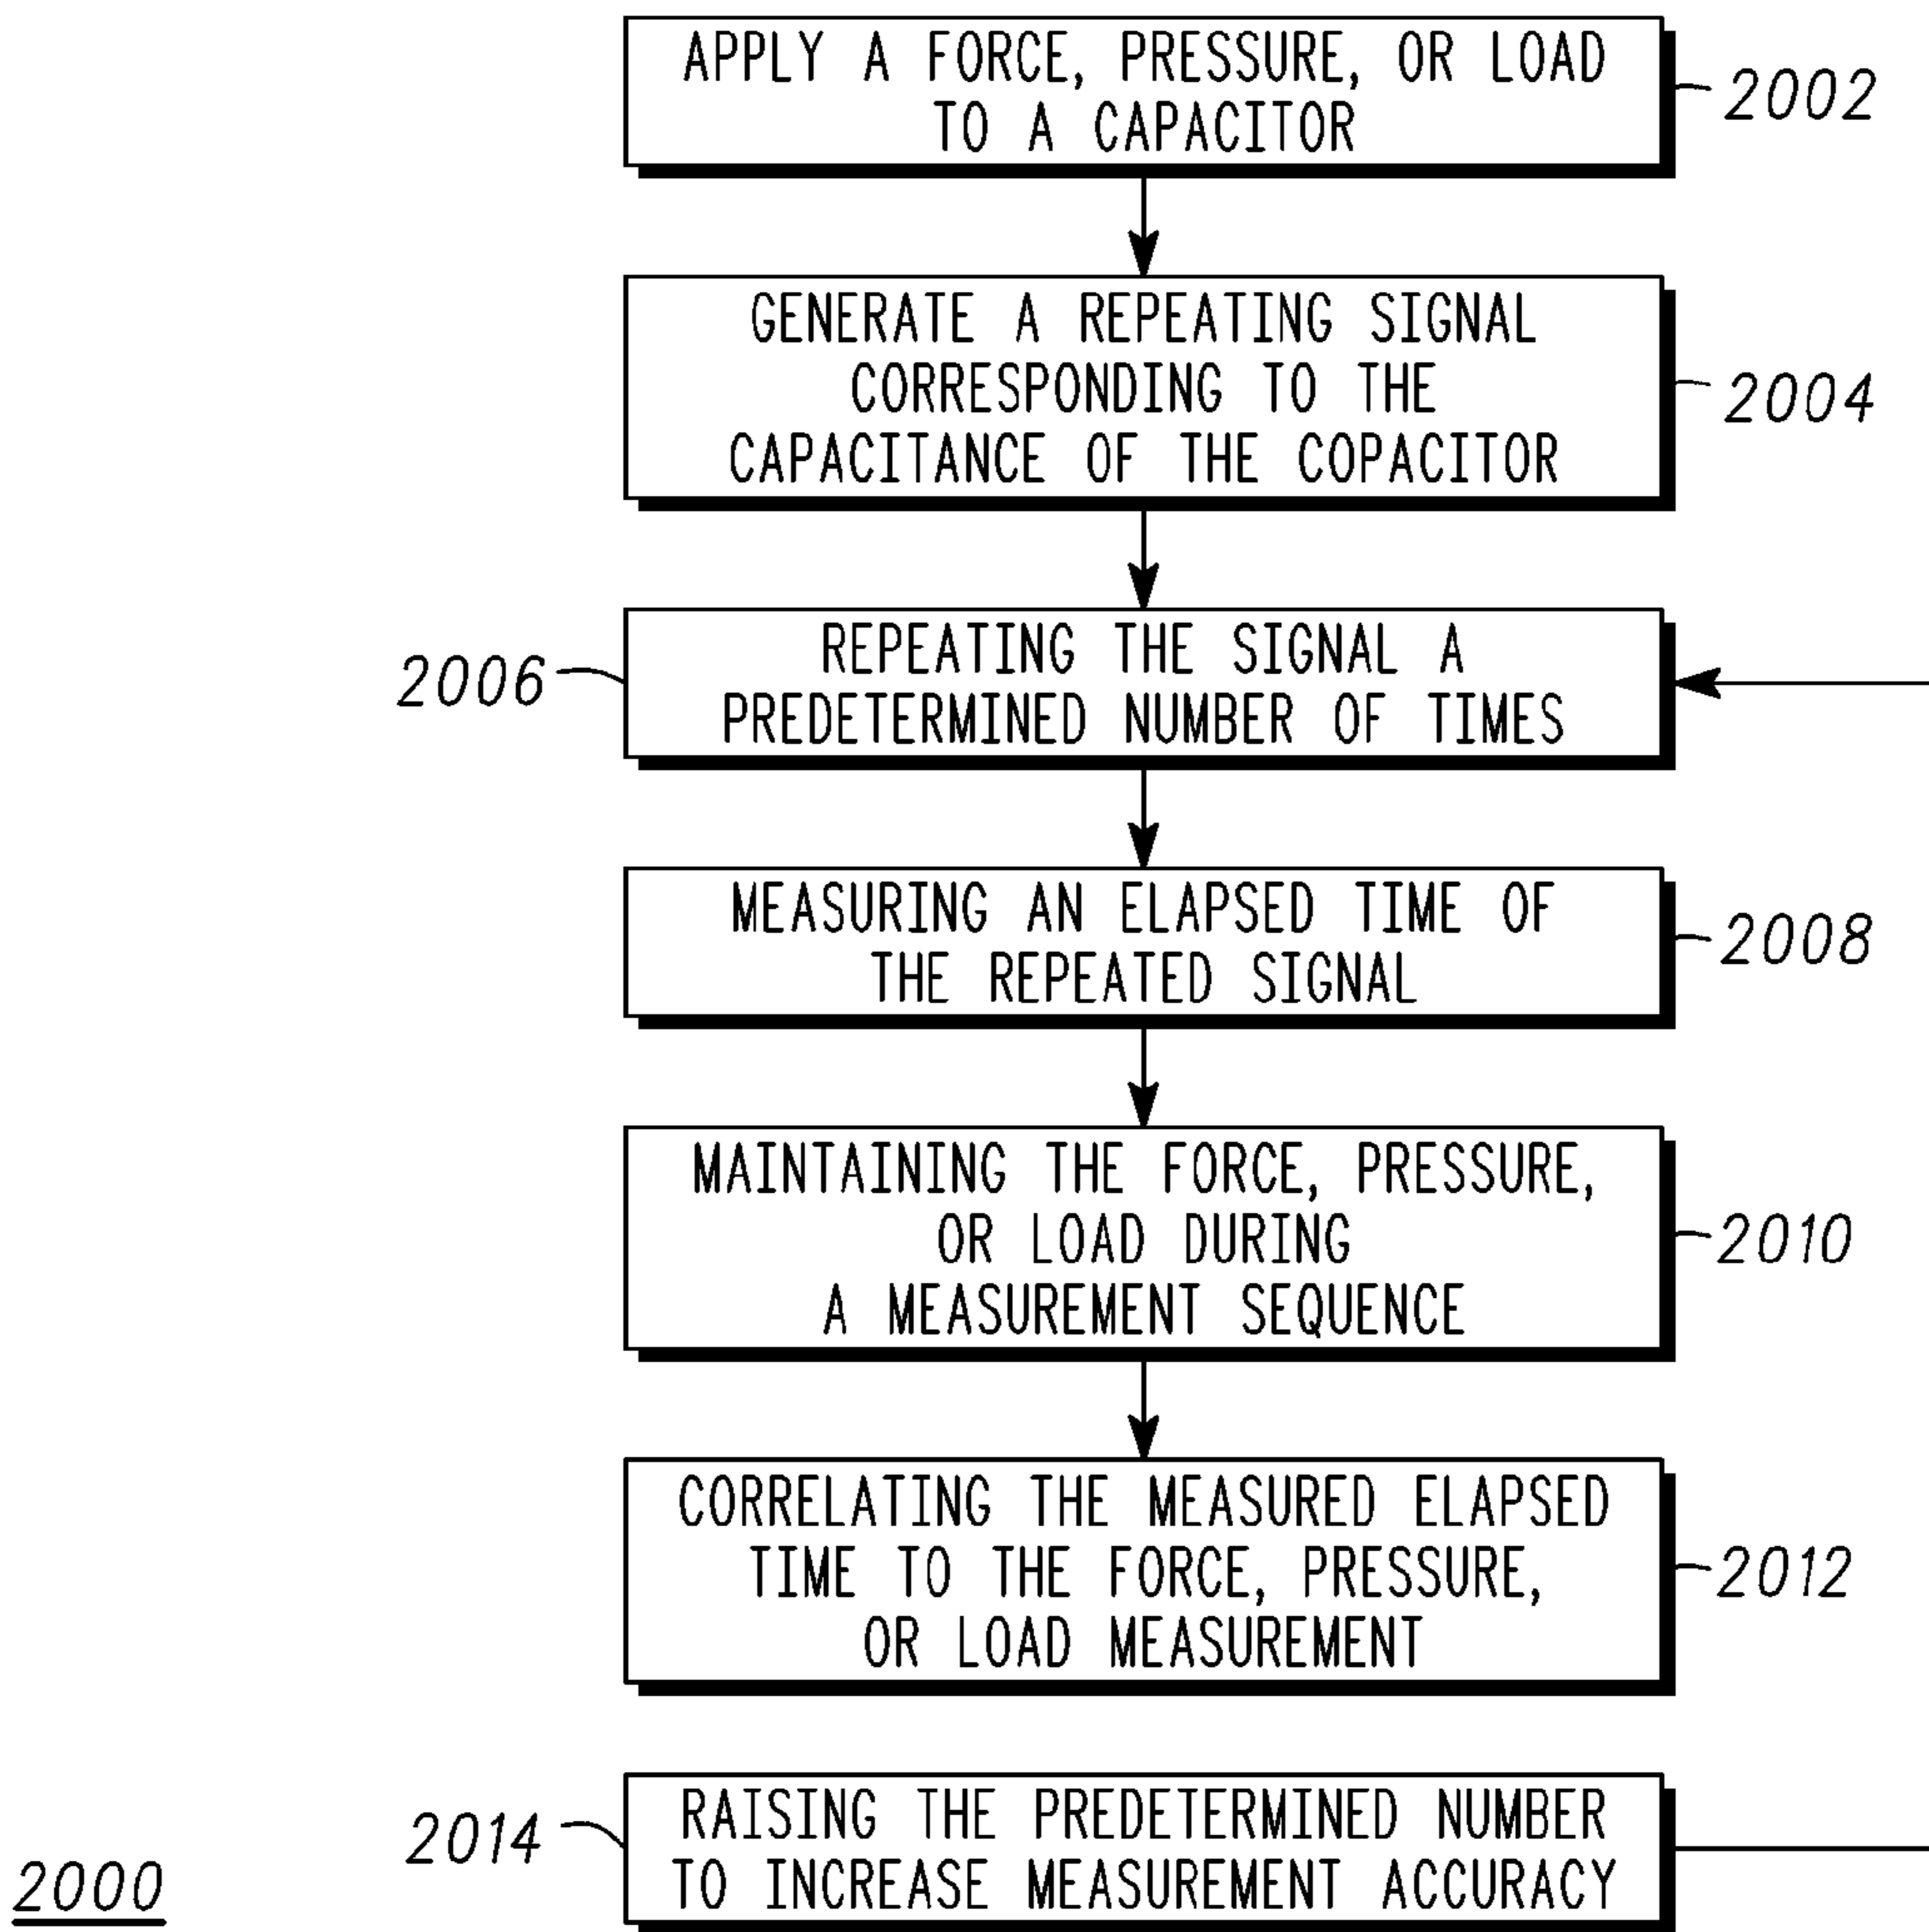 APPLY A FORCE, PRESSURE, OR LOAD
TO A CAPACITOR
2002
GENERATE A REPEATING SIGNAL
CORRESPONDING TO THE
CAPACITANCE OF THE COPACITOR
2004
2006
REPEATING THE SIGNAL A
PREDETERMINED NUMBER OF TIMES
MEASURING AN ELAPSED TIME OF
THE REPEATED SIGNAL
2008
MAINTAINING THE FORCE, PRESSURE,
OR LOAD DURING
A MEASUREMENT SEQUENCE
2010
CORRELATING THE MEASURED ELAPSED
TIME TO THE FORCE, PRESSURE,
OR LOAD MEASUREMENT
2012
2014
RAISING THE PREDETERMINED NUMBER
TO INCREASE MEASUREMENT ACCURACY
2000